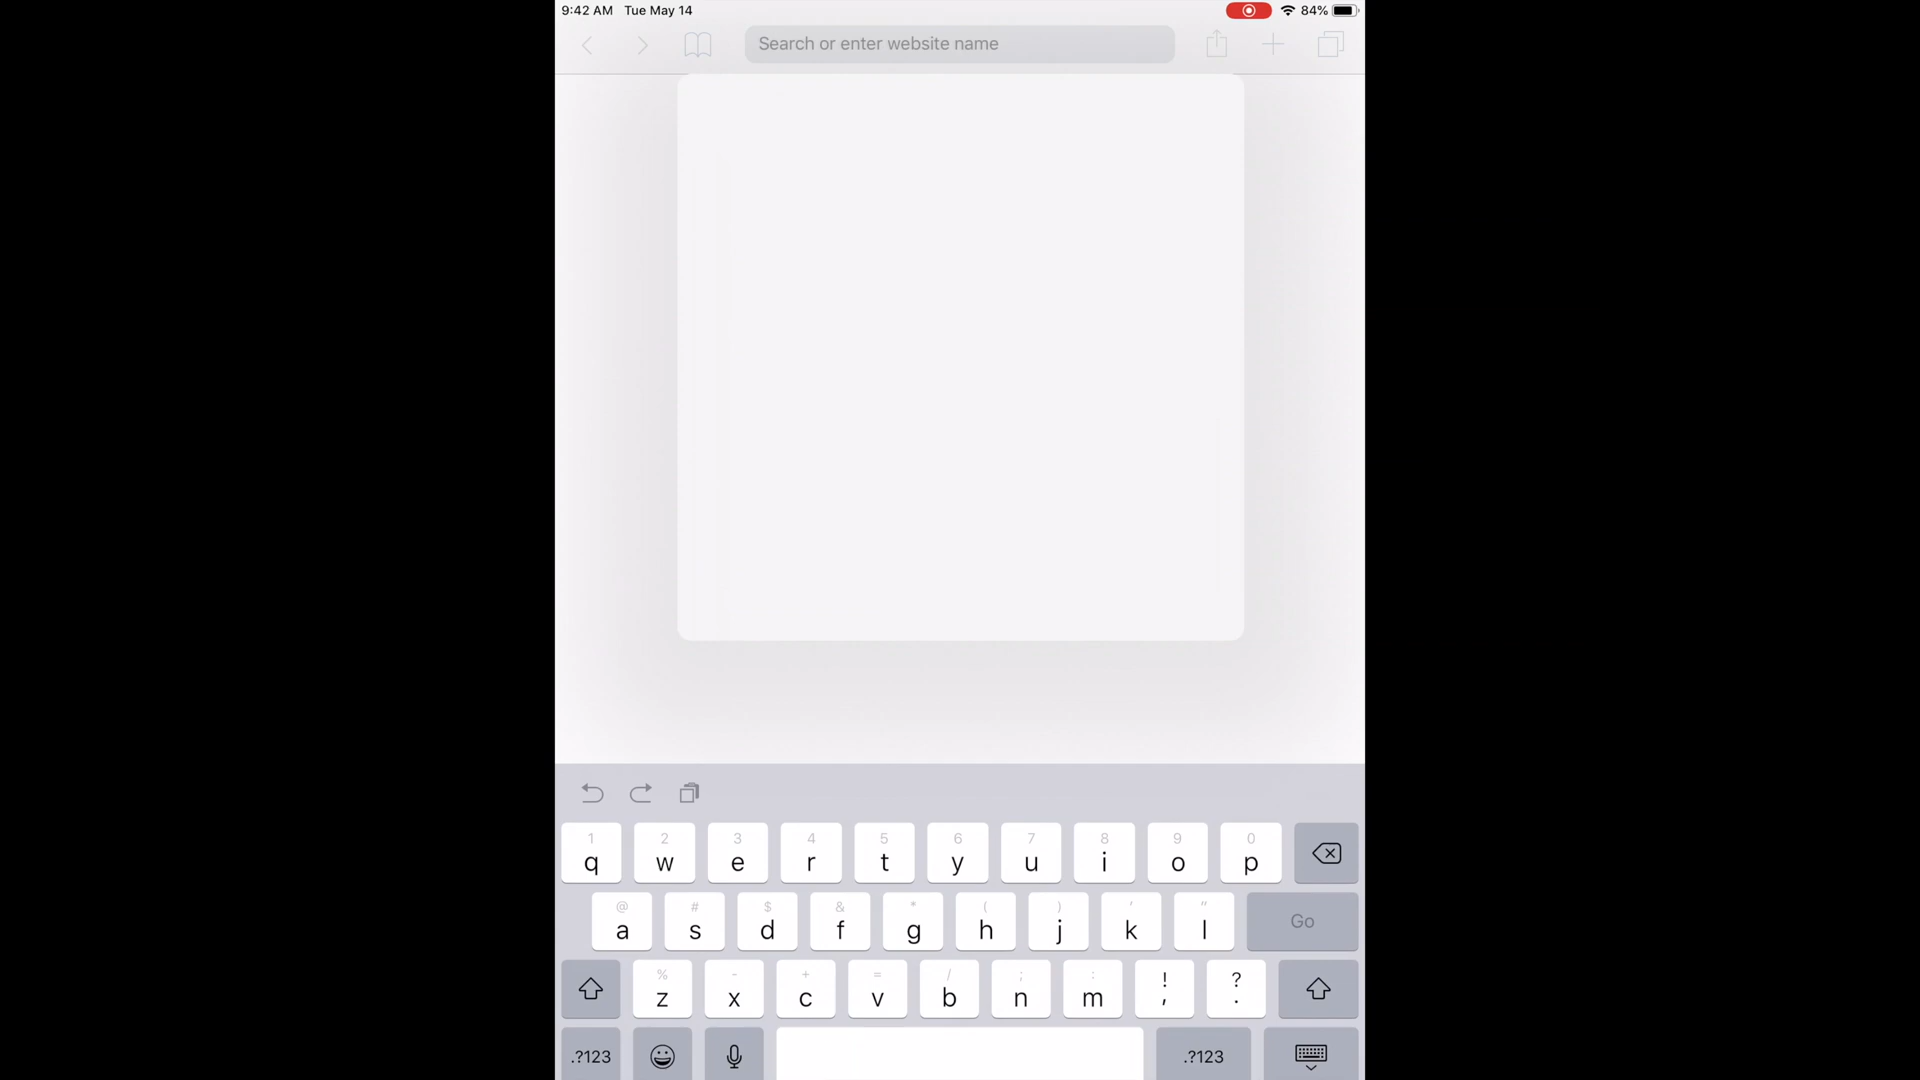 9:42 AM Tue May 14 84%
Search or enter website name
1 2 3 4 5 6 7 8 9 0
q w e r t y u i o p
@ # $ & * ( ) ' "
a s d f g h j k l Go
% - + = / ; : ! ?
z x c v b n m , .
.?123 .?123